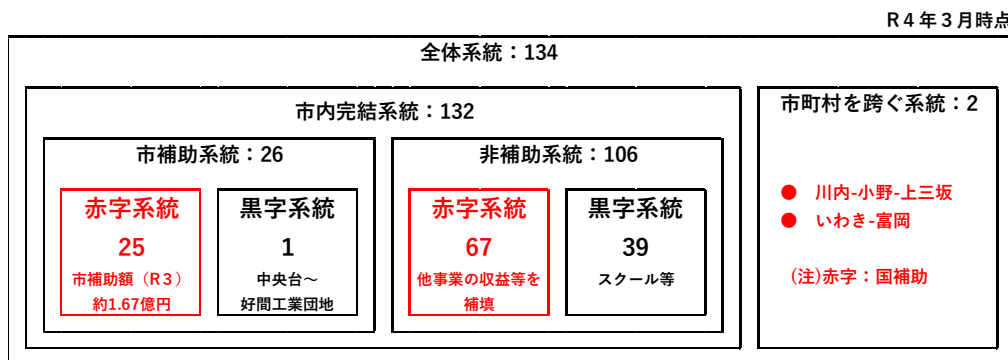 R4年3月時点
全体系統：134
市内完結系統：132
市補助系統：26
赤字系統
25
市補助額（R3）
約1.67億円
黒字系統
1
中央台～
好間工業団地
非補助系統：106
赤字系統
67
他事業の収益等を
補填
黒字系統
39
スクール等
市町村を跨ぐ系統：2
● 川内-小野-上三坂
● いわき-富岡
(注)赤字：国補助